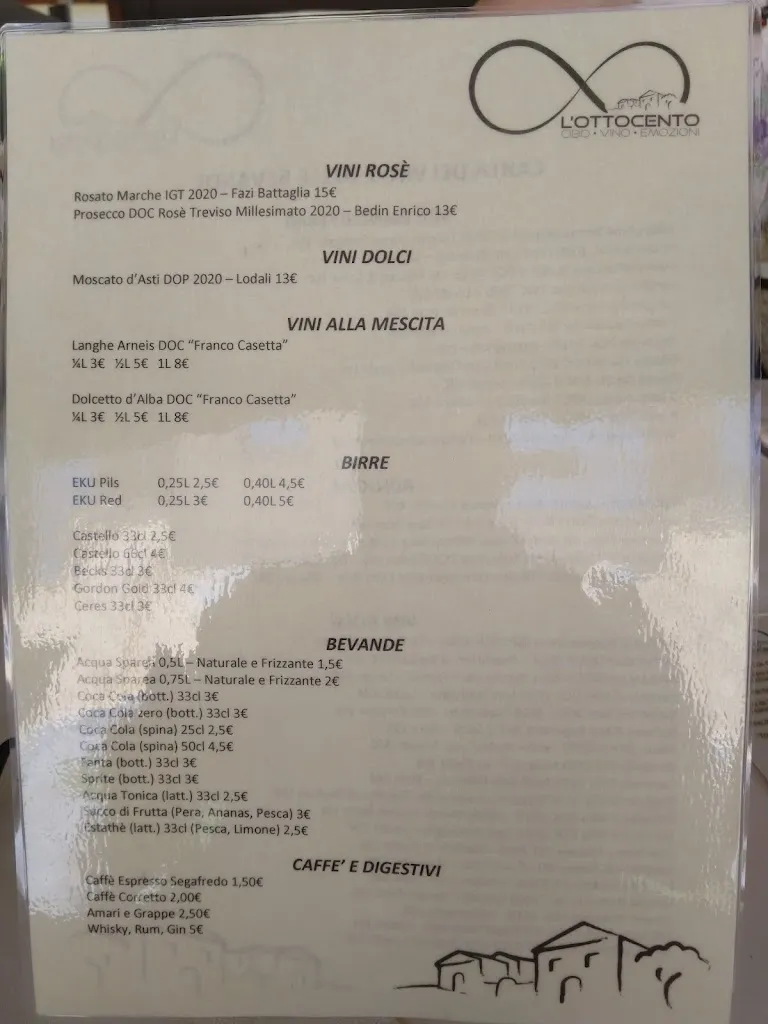 L'OTTOCENTO
CIBO • VINO • EMOZIONI
VINI ROSÈ
Rosato Marche IGT 2020 – Fazi Battaglia 15€
Prosecco DOC Rosè Treviso Millesimato 2020 – Bedin Enrico 13€
VINI DOLCI
Moscato d'Asti DOP 2020 – Lodali 13€
VINI ALLA MESCITA
Langhe Arneis DOC "Franco Casetta"
¼L 3€ ½L 5€ 1L 8€
Dolcetto d'Alba DOC "Franco Casetta"
¼L 3€ ½L 5€ 1L 8€
BIRRE
EKU Pils 0,25L 2,5€ 0,40L 4,5€
EKU Red 0,25L 3€ 0,40L 5€
Castello 33cl 2,5€
Castello 66cl 4€
Becks 33cl 3€
Gordon Gold 33cl 4€
Ceres 33cl 3€
BEVANDE
Acqua Sparea 0,5L – Naturale e Frizzante 1,5€
Acqua Sparea 0,75L – Naturale e Frizzante 2€
Coca Cola (bott.) 33cl 3€
Coca Cola zero (bott.) 33cl 3€
Coca Cola (spina) 25cl 2,5€
Coca Cola (spina) 50cl 4,5€
Fanta (bott.) 33cl 3€
Sprite (bott.) 33cl 3€
Acqua Tonica (latt.) 33cl 2,5€
Succo di Frutta (Pera, Ananas, Pesca) 3€
Estathè (latt.) 33cl (Pesca, Limone) 2,5€
CAFFE' E DIGESTIVI
Caffè Espresso Segafredo 1,50€
Caffè Corretto 2,00€
Amari e Grappe 2,50€
Whisky, Rum, Gin 5€